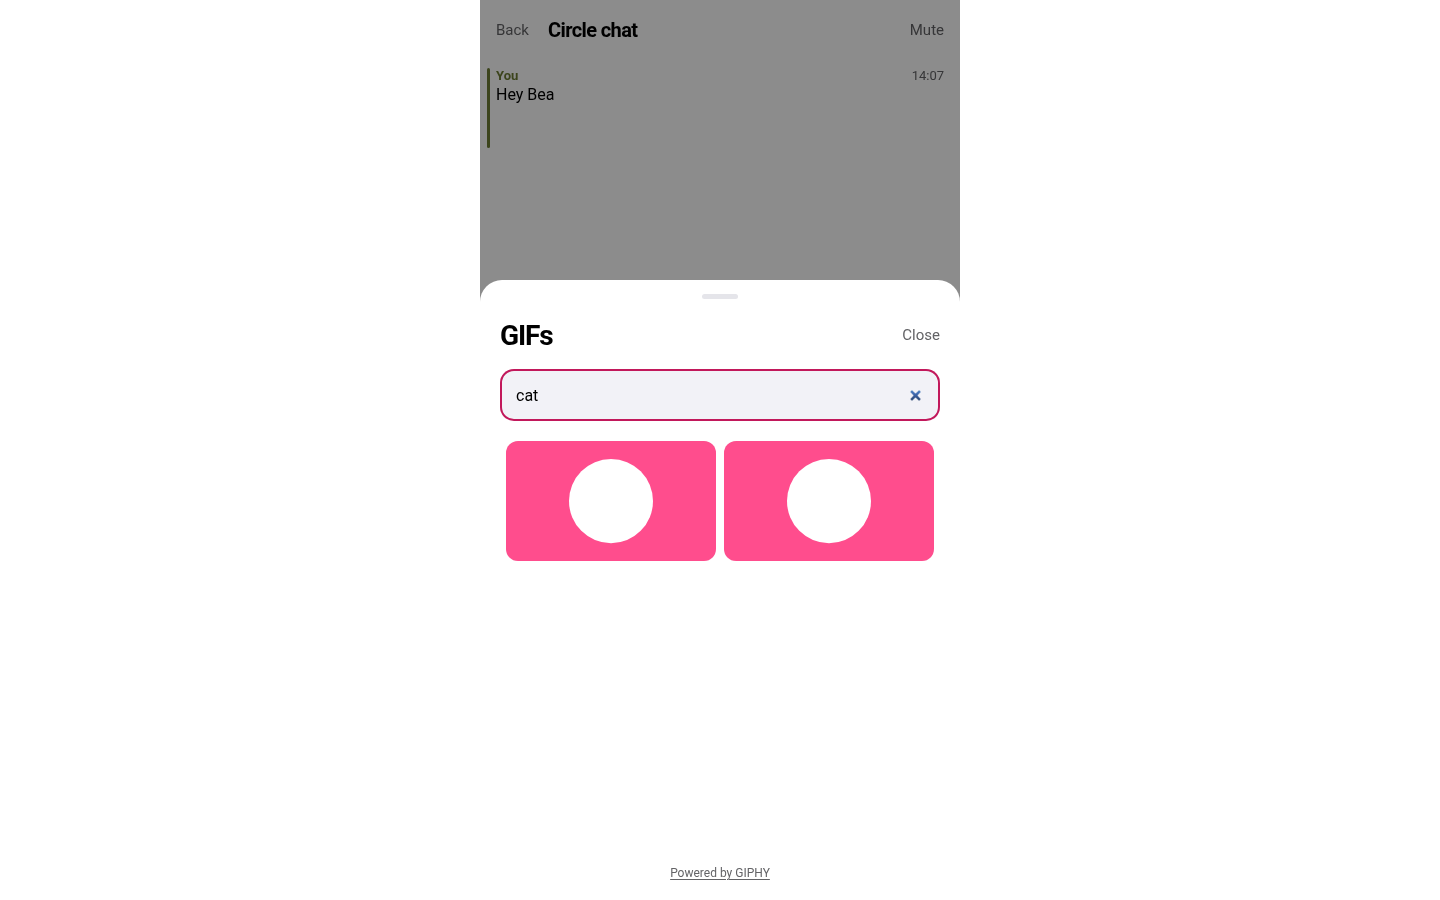 Back Circle chat Mute
You 14:07
Hey Bea
GIFs Close
cat
Powered by GIPHY